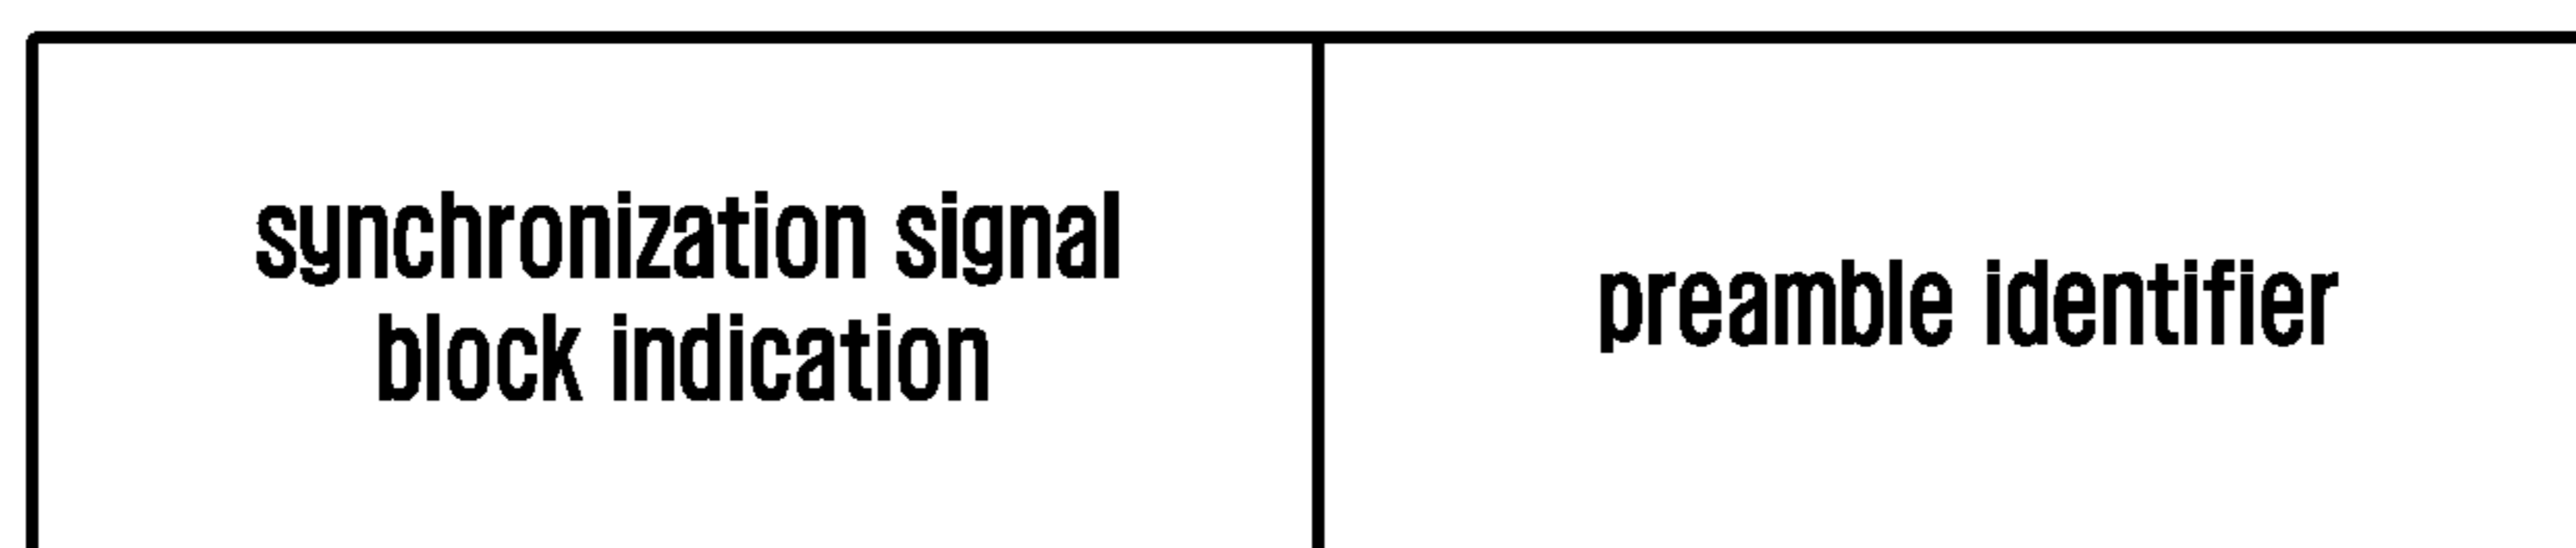 synchronization signal
block indication
preamble identifier